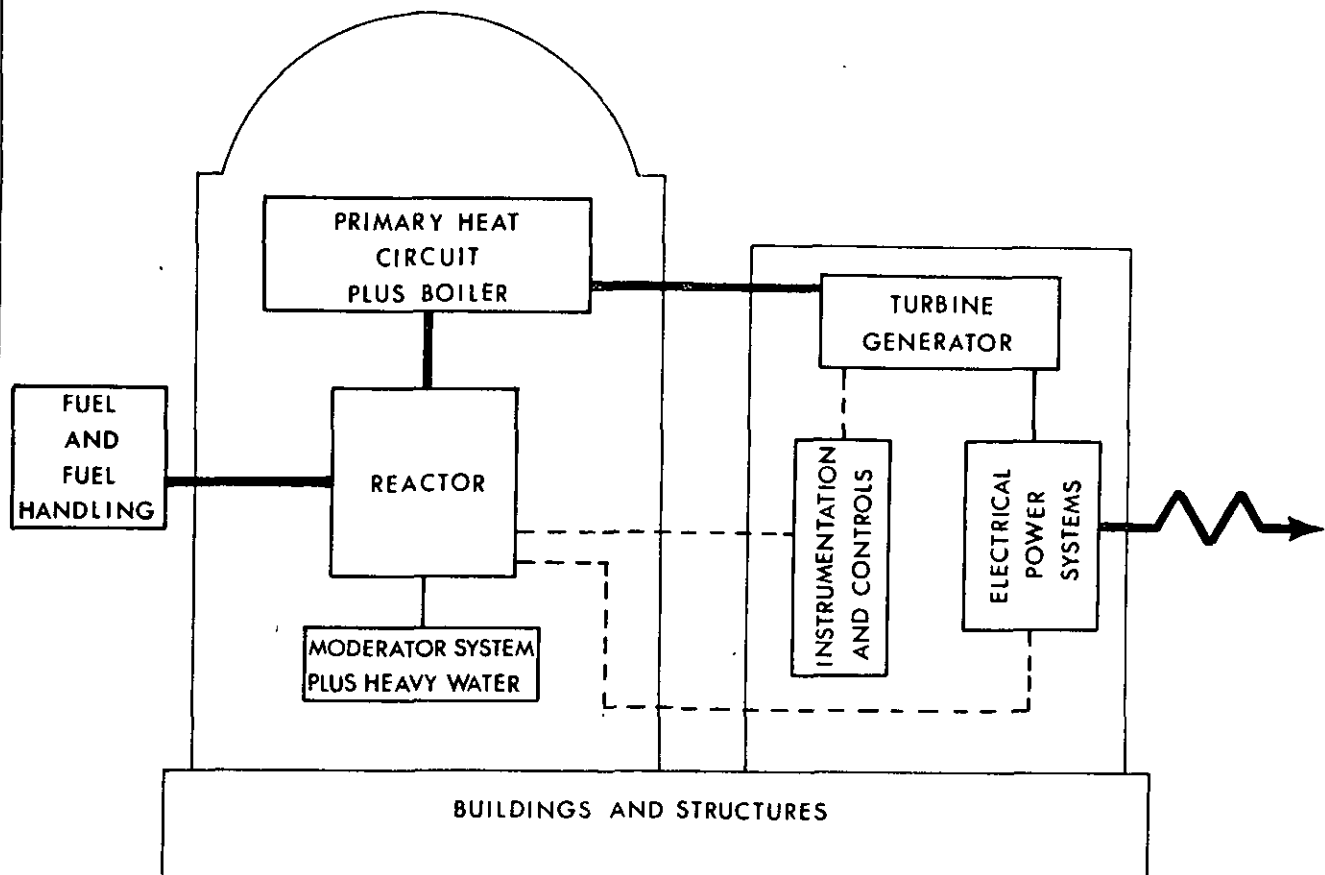 PRIMARY HEAT
CIRCUIT
PLUS BOILER
TURBINE
GENERATOR
FUEL
AND
FUEL
HANDLING
REACTOR
INSTRUMENTATION
AND CONTROLS
ELECTRICAL
POWER
SYSTEMS
MODERATOR SYSTEM
PLUS HEAVY WATER
BUILDINGS AND STRUCTURES